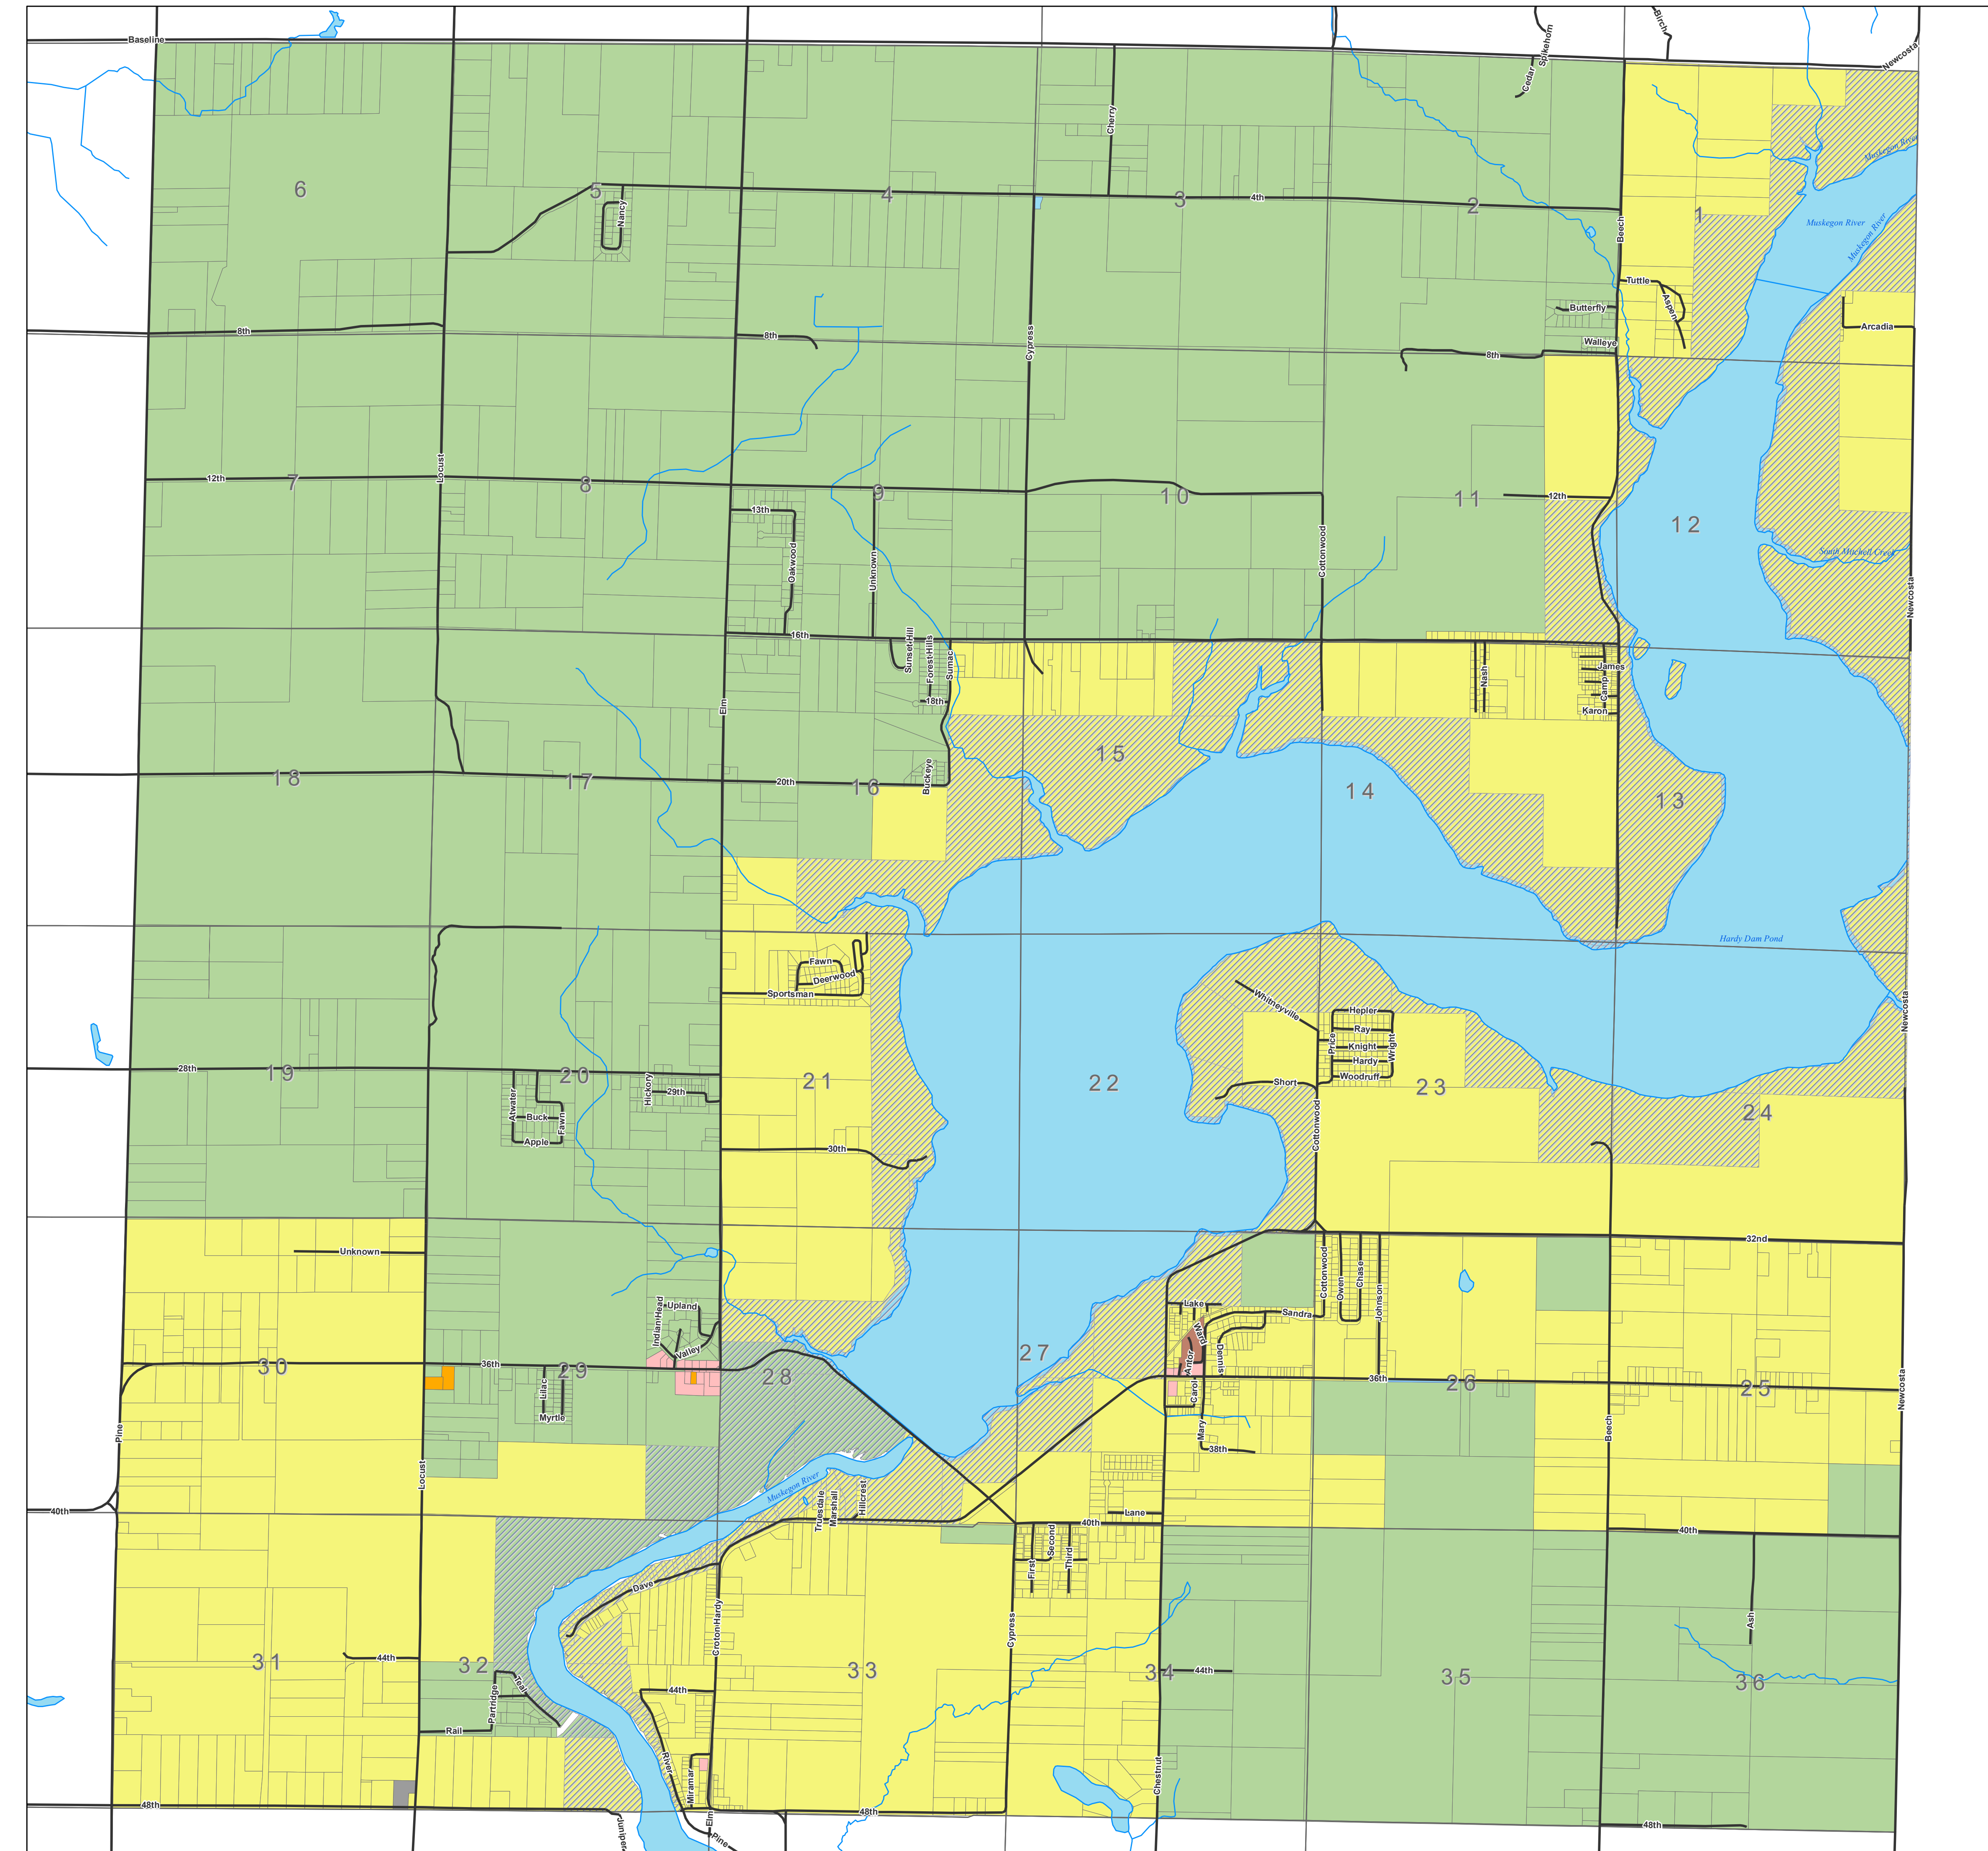 Baseline
Birch
Spikehorn
Cedar
Newcosta
Cherry
Muskegon River
6
5
Nancy
4
3
4th
2
1
Beech
Muskegon River
Muskegon River
Tuttle
Aspen
Butterfly
Walleye
Arcadia
8th
8th
Cypress
8th
Locust
12th
7
8
9
10
11
12th
12
13th
Oakwood
Unknown
Cottonwood
South Mitchell Creek
Newcosta
16th
Sunset Hill
Forest Hills
Sumac
18th
Nash
James
Camp
Karon
Elm
15
14
13
18
17
20th
16
Buckeye
Hardy Dam Pond
Fawn
Deerwood
Sportsman
Whitneyville
Hepler
Ray
Price
Knight
Wright
Hardy
Woodruff
Newcosta
28th
19
20
21
22
Short
23
24
Hickory
29th
Atwater
Buck
Fawn
Apple
30th
Cottonwood
Unknown
32nd
Cottonwood
Owen
Chase
Johnson
Upland
Indian Head
Valley
Lake
Sandra
Ward
Antor
Dennis
Carol
27
30
36th
29
28
36th
26
25
Newcosta
Lilac
Myrtle
Pine
Mary
38th
Beech
Locust
Muskegon River
Truesdale
Marshall
Hillcrest
Lane
40th
40th
40th
Second
First
Third
Dave
Croton Hardy
Cypress
Ash
31
44th
32
33
34
44th
35
36
Teal
Partridge
Rail
44th
River
Miramar
Chestnut
48th
Juniper
Elm
Pine
48th
48th